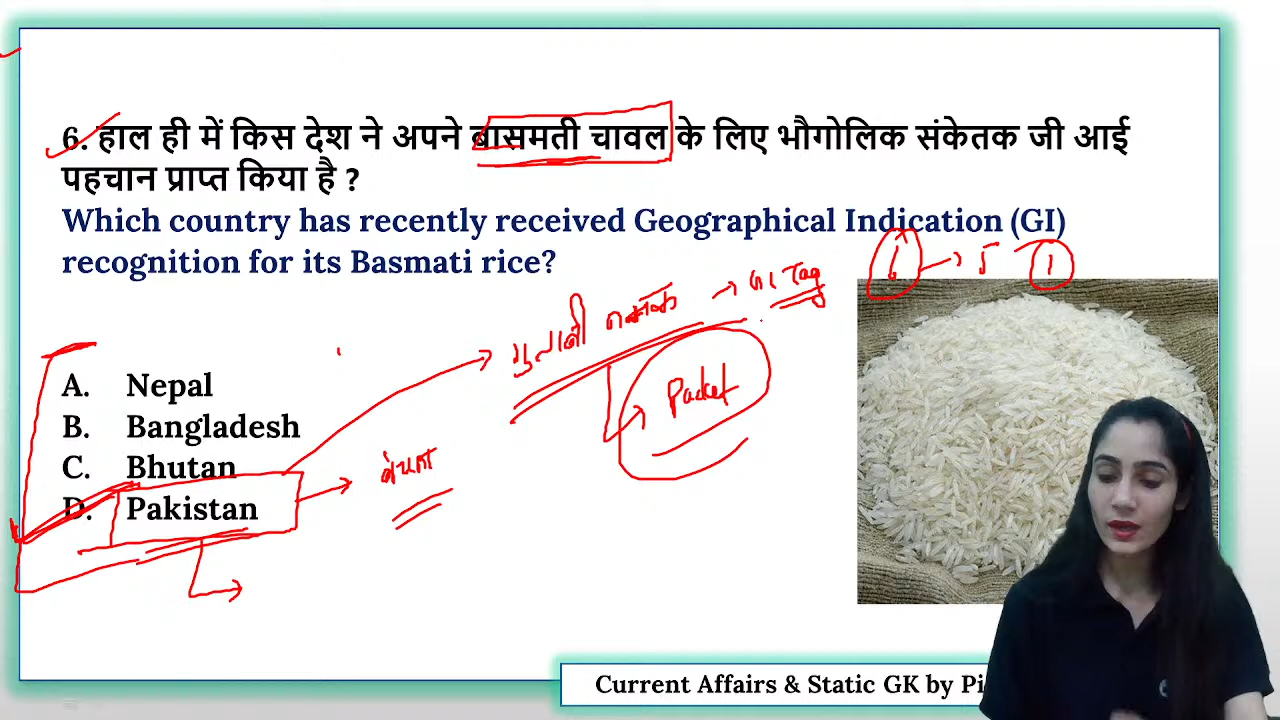 6. हाल ही में किस देश ने अपने बासमती चावल के लिए भौगोलिक संकेतक जी आई
पहचान प्राप्त किया है ?
Which country has recently received Geographical Indication (GI)
recognition for its Basmati rice?
GI Tag
A. Nepal
Packet
B. Bangladesh
C. Bhutan
D. Pakistan
Current Affairs & Static GK by Pi